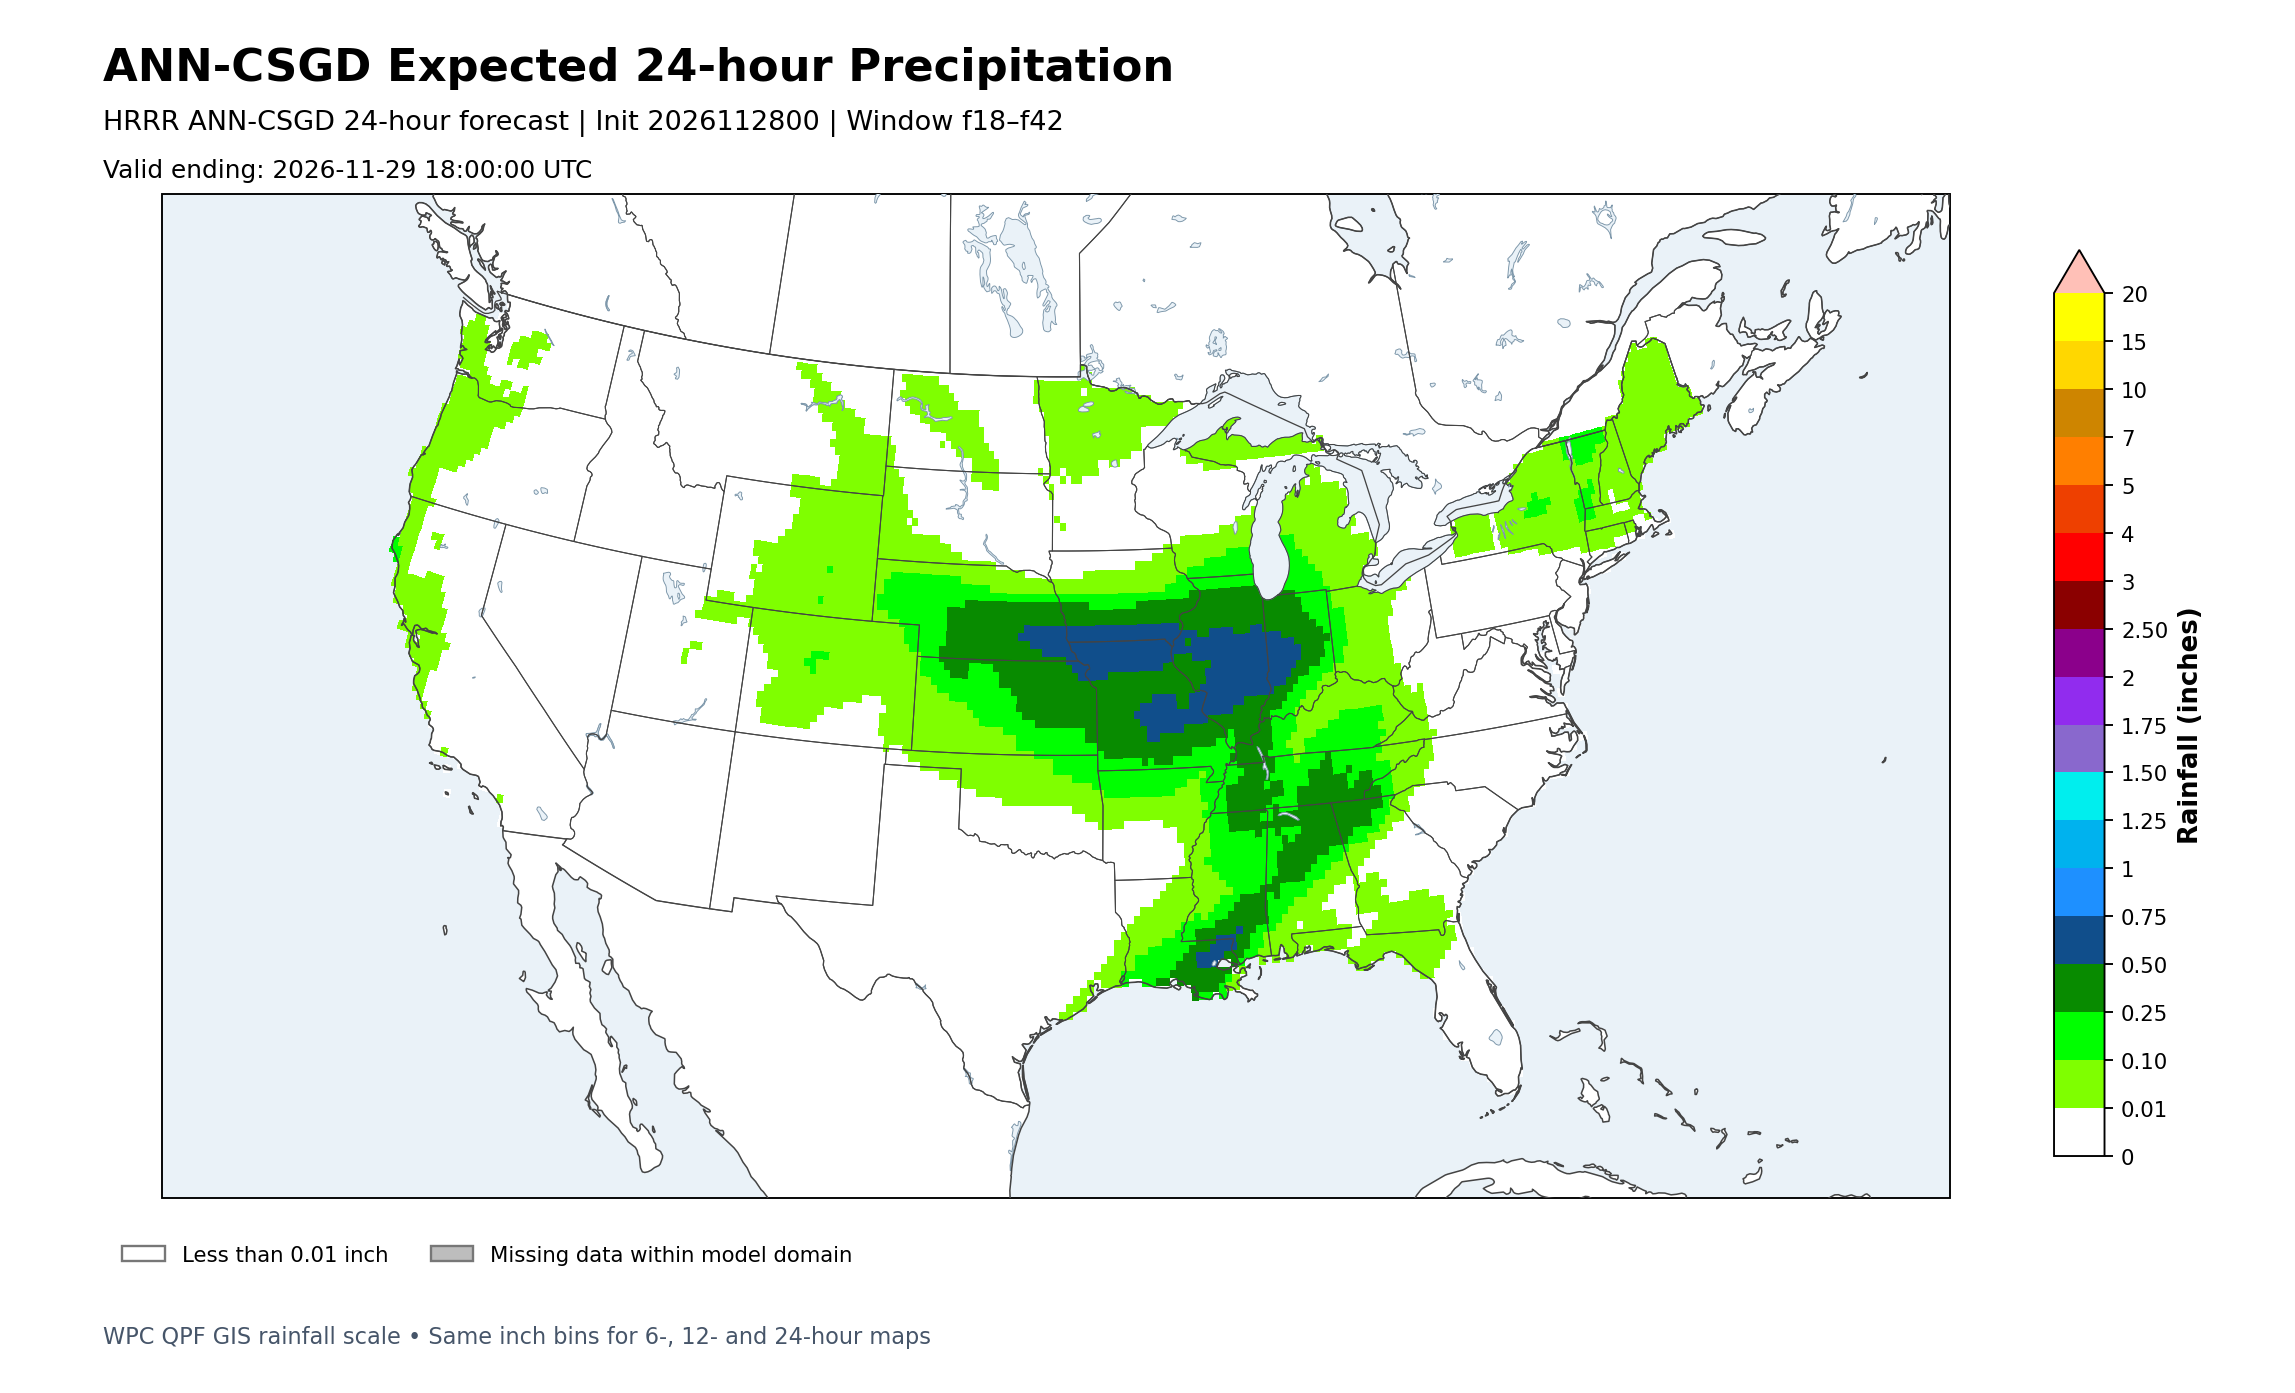 ANN-CSGD Expected 24-hour Precipitation
HRRR ANN-CSGD 24-hour forecast | Init 2026112800 | Window f18–f42
Valid ending: 2026-11-29 18:00:00 UTC
20
15
10
7
5
4
3
2.50
2
1.75
1.50
1.25
1
0.75
0.50
0.25
0.10
0.01
0
Rainfall (inches)
Less than 0.01 inch
Missing data within model domain
WPC QPF GIS rainfall scale • Same inch bins for 6-, 12- and 24-hour maps